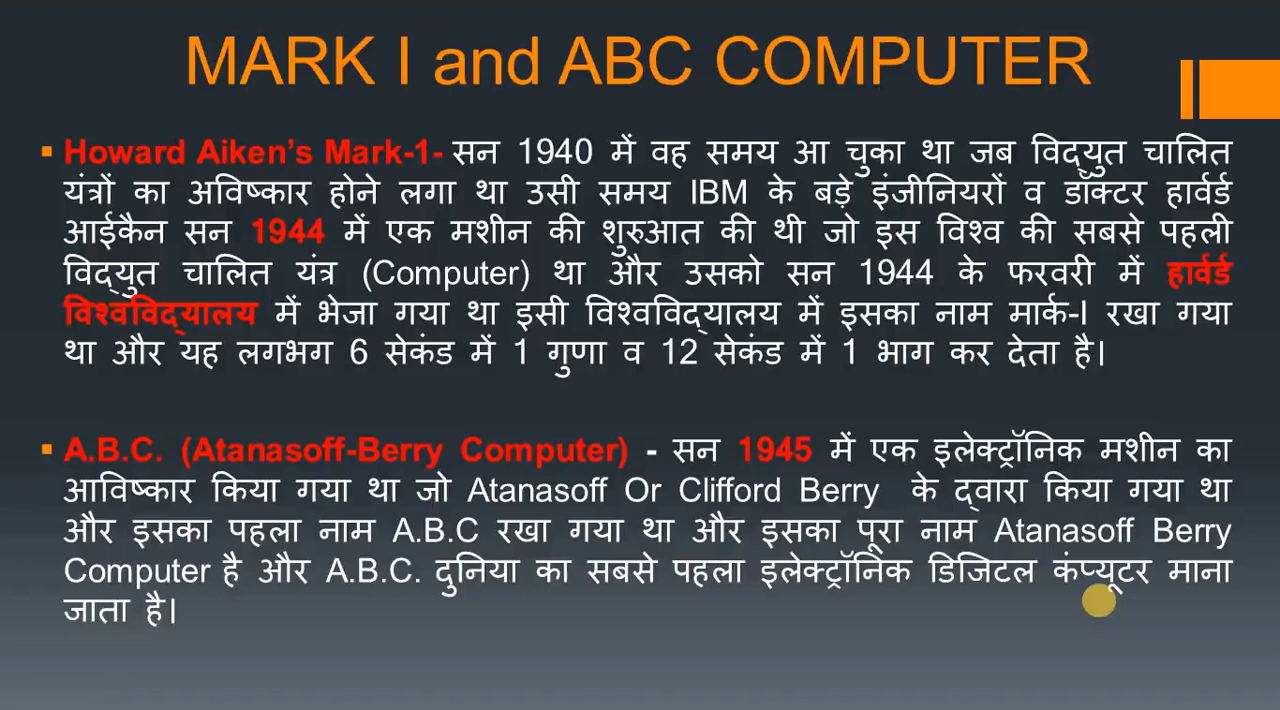 MARK I and ABC COMPUTER
▪ Howard Aiken's Mark-1- सन 1940 में वह समय आ चुका था जब विद्युत चालित
यंत्रों का अविष्कार होने लगा था उसी समय IBM के बड़े इंजीनियरों व डॉक्टर हार्वर्ड
आईकैन सन 1944 में एक मशीन की शुरुआत की थी जो इस विश्व की सबसे पहली
विद्युत चालित यंत्र (Computer) था और उसको सन 1944 के फरवरी में हार्वर्ड
विश्वविद्यालय में भेजा गया था इसी विश्वविद्यालय में इसका नाम मार्क-I रखा गया
था और यह लगभग 6 सेकंड में 1 गुणा व 12 सेकंड में 1 भाग कर देता है।
▪ A.B.C. (Atanasoff-Berry Computer) - सन 1945 में एक इलेक्ट्रॉनिक मशीन का
आविष्कार किया गया था जो Atanasoff Or Clifford Berry के द्वारा किया गया था
और इसका पहला नाम A.B.C रखा गया था और इसका पूरा नाम Atanasoff Berry
Computer है और A.B.C. दुनिया का सबसे पहला इलेक्ट्रॉनिक डिजिटल कंप्यूटर माना
जाता है।